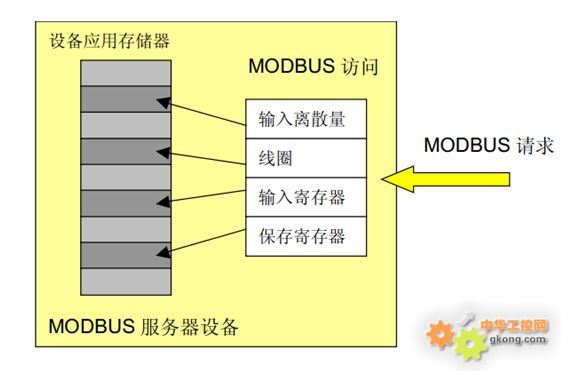 设备应用存储器
MODBUS 访问
输入离散量
线圈
输入寄存器
保存寄存器
MODBUS 请求
MODBUS 服务器设备
中华工控网
gkong.com